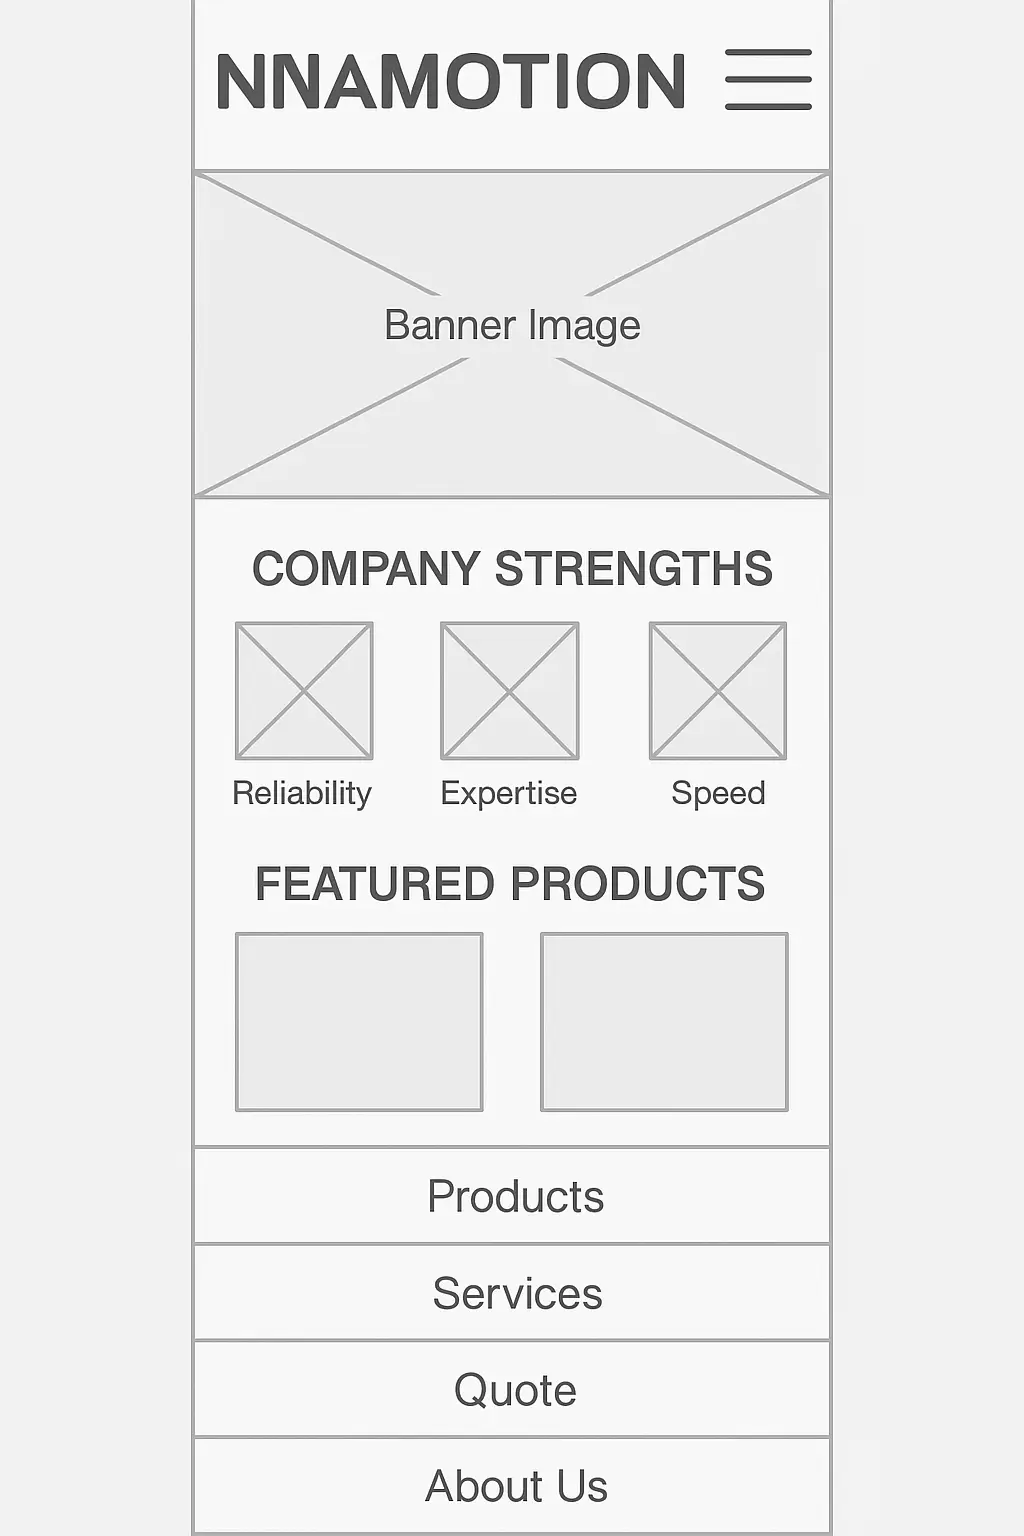 NNAMOTION
Banner Image
COMPANY STRENGTHS
Reliability Expertise Speed
FEATURED PRODUCTS
Products
Services
Quote
About Us